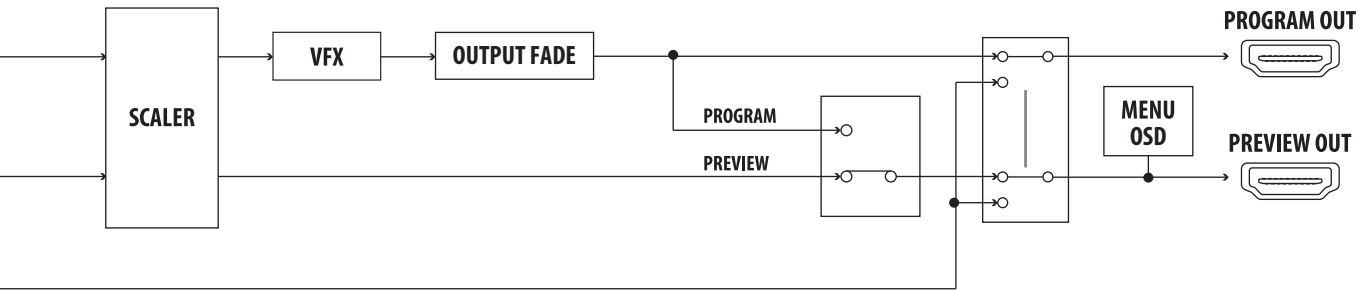 PROGRAM OUT
VFX
OUTPUT FADE
SCALER
PROGRAM
MENU
OSD
PREVIEW
PREVIEW OUT